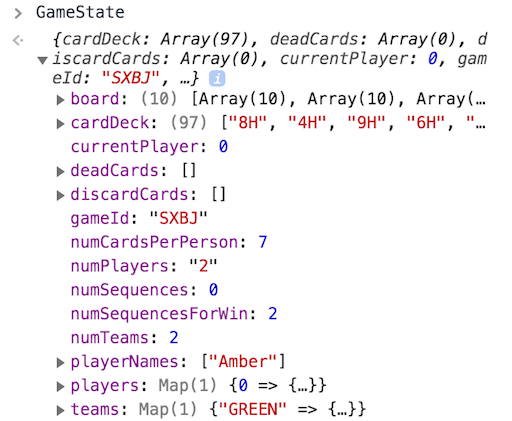 > GameState
<· {cardDeck: Array(97), deadCards: Array(0), d
▼iscardCards: Array(0), currentPlayer: 0, gam
eId: "SXBJ", …} i
▶ board: (10) [Array(10), Array(10), Array(…
▶ cardDeck: (97) ["8H", "4H", "9H", "6H", "…
currentPlayer: 0
▶ deadCards: []
▶ discardCards: []
gameId: "SXBJ"
numCardsPerPerson: 7
numPlayers: "2"
numSequences: 0
numSequencesForWin: 2
numTeams: 2
▶ playerNames: ["Amber"]
▶ players: Map(1) {0 => {…}}
▶ teams: Map(1) {"GREEN" => {…}}